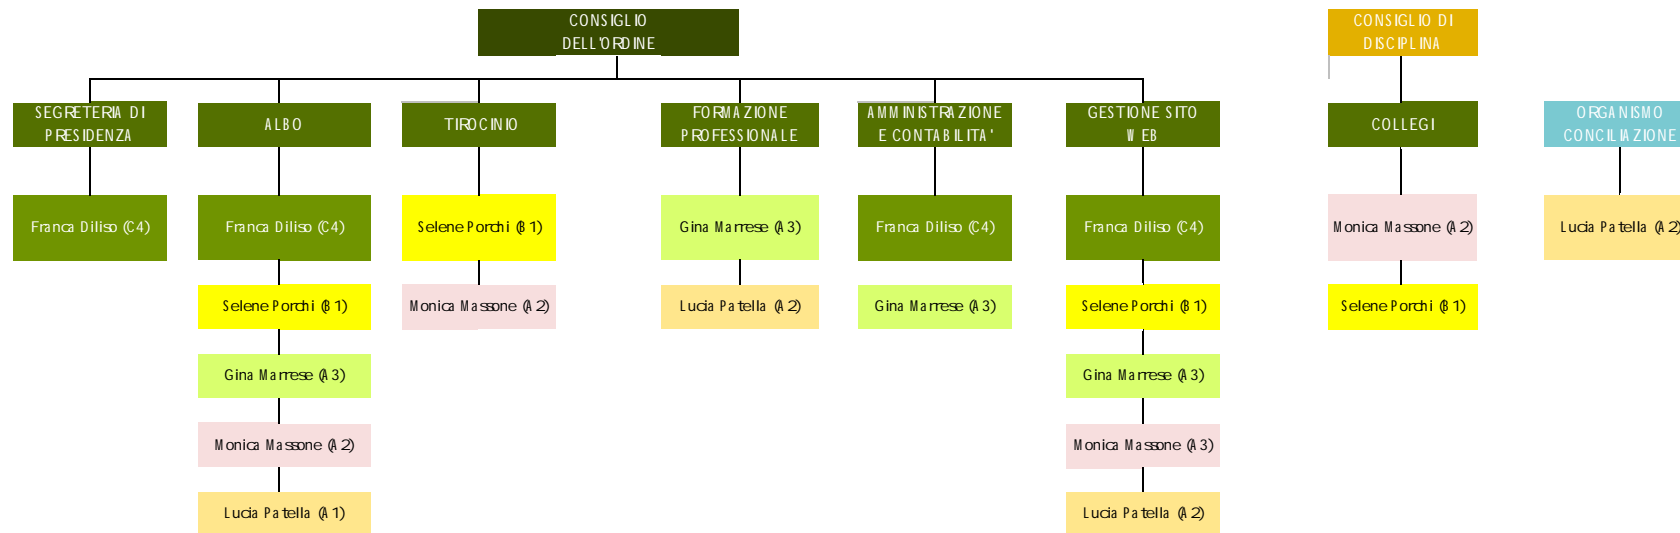 CONSIGLIO
DELL'ORDINE
CONSIGLIO DI
DISCIPLINA
SEGRETERIA DI
PRESIDENZA
ALBO
TIROCINIO
FORMAZIONE
PROFESSIONALE
AMMINISTRAZIONE
E CONTABILITA'
GESTIONE SITO
WEB
COLLEGI
ORGANISMO
CONCILIAZIONE
Franca Diliso (C4)
Franca Diliso (C4)
Selene Porchi (B1)
Gina Marrese (A3)
Franca Diliso (C4)
Franca Diliso (C4)
Monica Massone (A2)
Lucia Patella (A2)
Selene Porchi (B1)
Monica Massone (A2)
Lucia Patella (A2)
Gina Marrese (A3)
Selene Porchi (B1)
Selene Porchi (B1)
Gina Marrese (A3)
Gina Marrese (A3)
Monica Massone (A2)
Monica Massone (A3)
Lucia Patella (A1)
Lucia Patella (A2)